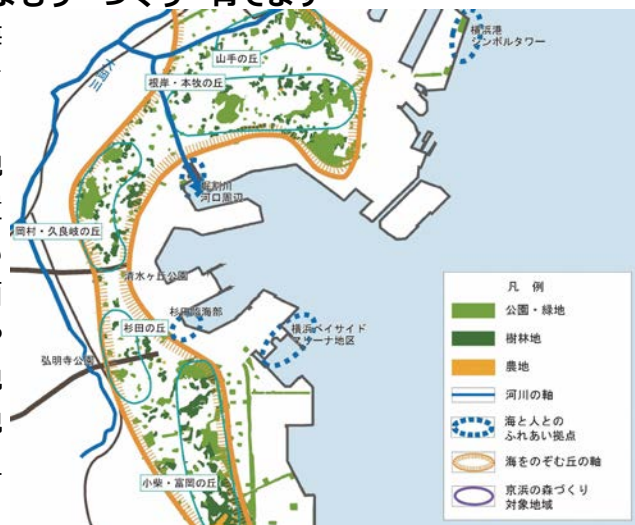 横浜港
シンボルタワー
山手の丘
根岸・本牧の丘
大岡川
堀割川
河口周辺
岡村・久良岐の丘
清水ヶ丘公園
杉田臨海部
杉田の丘
横浜ベイサイド
マリーナ地区
弘明寺公園
小柴・富岡の丘
凡 例
公園・緑地
樹林地
農地
河川の軸
海と人との
ふれあい拠点
海をのぞむ丘の軸
京浜の森づくり
対象地域